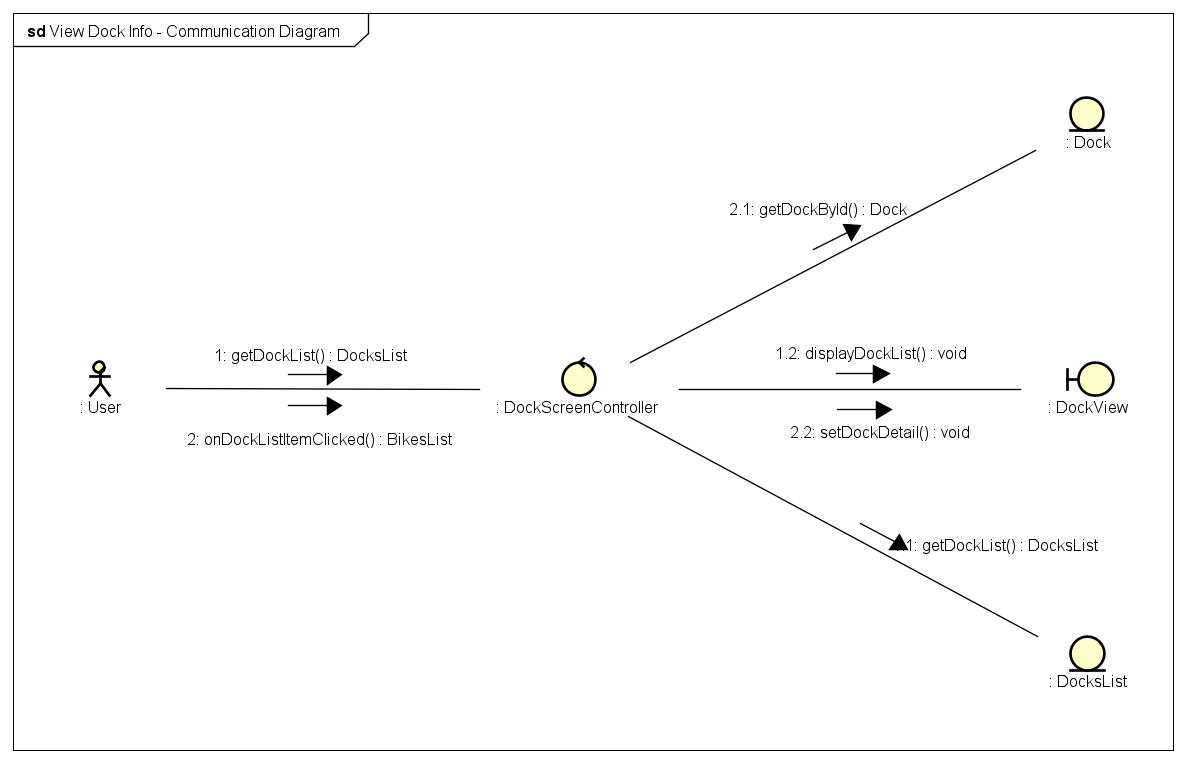 sd View Dock Info - Communication Diagram
: Dock
2.1: getDockById() : Dock
1: getDockList() : DocksList
1.2: displayDockList() : void
: User
: DockScreenController
: DockView
2: onDockListItemClicked() : BikesList
2.2: setDockDetail() : void
1: getDockList() : DocksList
: DocksList